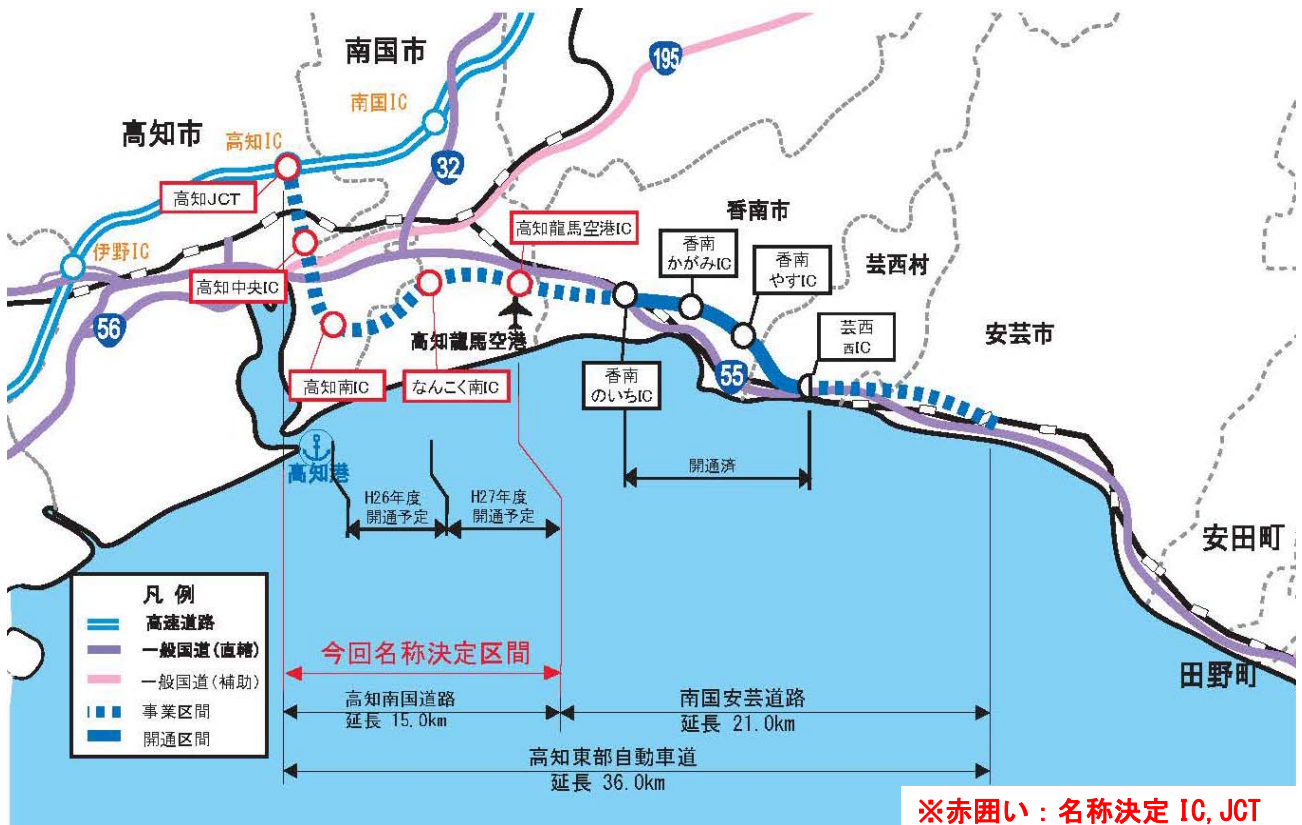 南国市
195
南国IC
高知市
高知IC
32
高知JCT
香南市
高知龍馬空港IC
香南
かがみIC
香南
やすIC
芸西村
伊野IC
高知中央IC
56
芸西
西IC
安芸市
高知龍馬空港
55
高知南IC
なんこく南IC
香南
のいちIC
高知港
開通済
H26年度
開通予定
H27年度
開通予定
安田町
凡 例
高速道路
一般国道(直轄)
一般国道(補助)
事業区間
開通区間
今回名称決定区間
田野町
高知南国道路
延長 15.0km
南国安芸道路
延長 21.0km
高知東部自動車道
延長 36.0km
※赤囲い：名称決定 IC, JCT